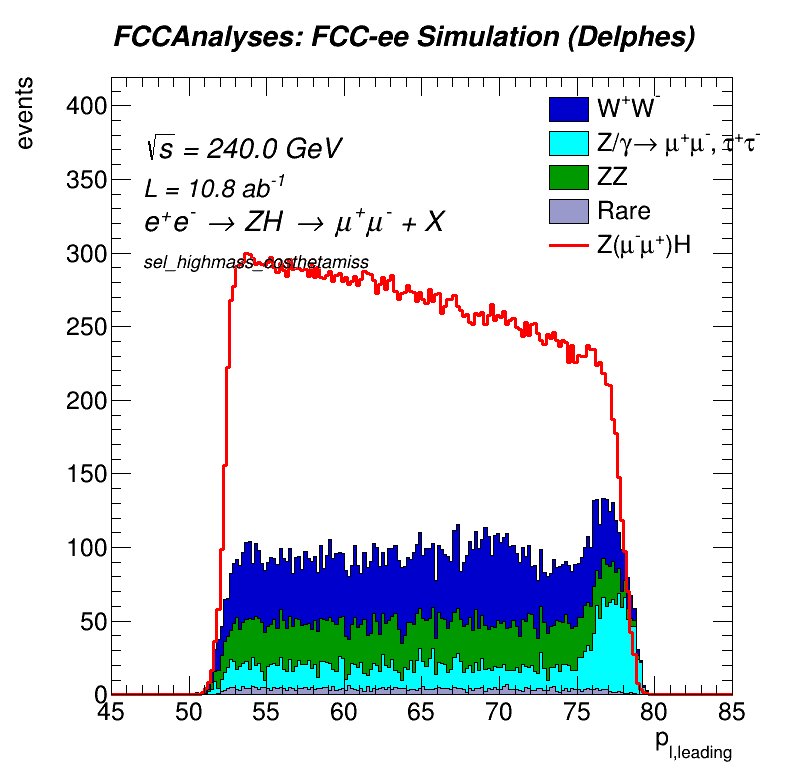 FCCAnalyses: FCC-ee Simulation (Delphes)
events
400
350
300
250
200
150
100
50
0
√s = 240.0 GeV
L = 10.8 ab⁻¹
e⁺e⁻ → ZH → μ⁺μ⁻ + X
sel_highmass_costhetamiss
W⁺W⁻
Z/γ→ μ⁺μ⁻, τ⁺τ⁻
ZZ
Rare
Z(μ⁻μ⁺)H
45 50 55 60 65 70 75 80 85
p_l,leading